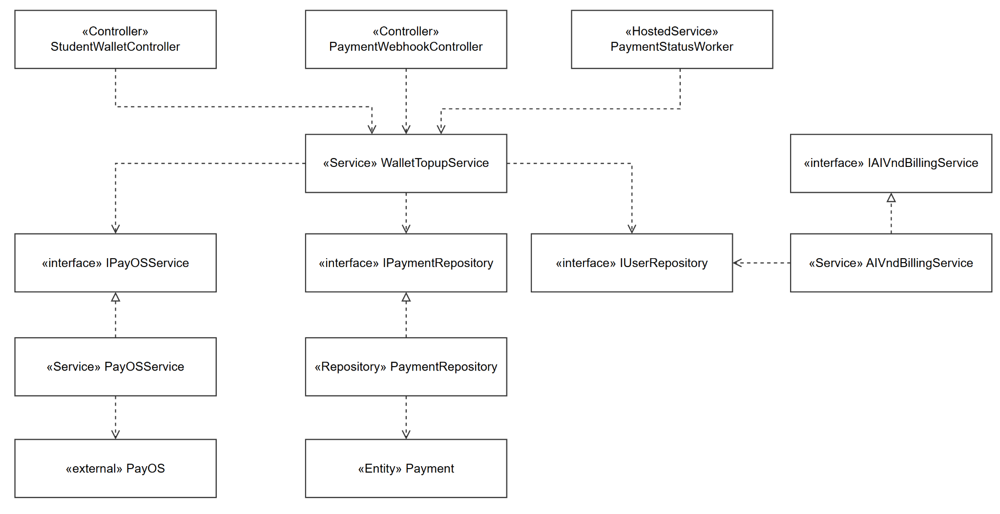 «Controller»
StudentWalletController
«Controller»
PaymentWebhookController
«HostedService»
PaymentStatusWorker
«Service» WalletTopupService
«interface» IAIVndBillingService
«interface» IPayOSService
«interface» IPaymentRepository
«interface» IUserRepository
«Service» AIVndBillingService
«Service» PayOSService
«Repository» PaymentRepository
«external» PayOS
«Entity» Payment